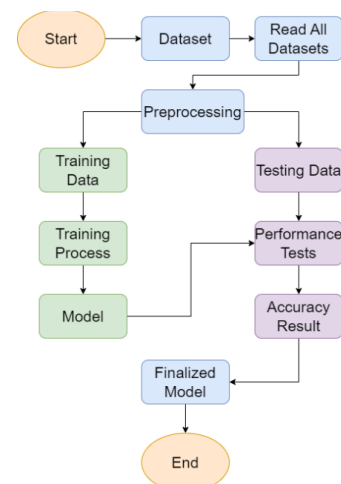 Start
Dataset
Read All
Datasets
Preprocessing
Training
Data
Testing Data
Training
Process
Performance
Tests
Model
Accuracy
Result
Finalized
Model
End